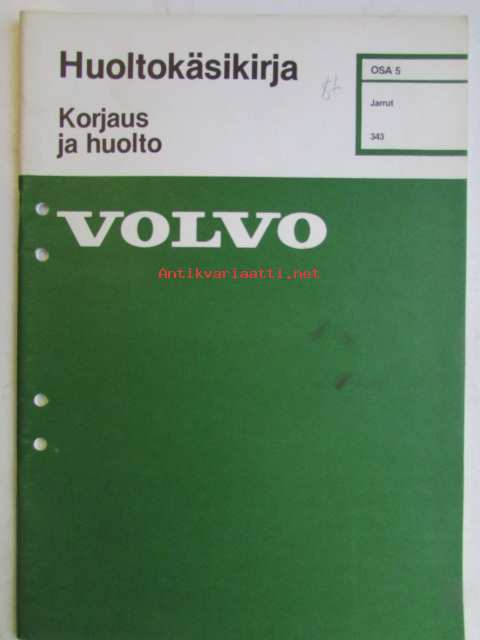 Huoltokäsikirja
Korjaus
ja huolto
OSA 5
Jarrut
343
VOLVO
Antikvariaatti.net